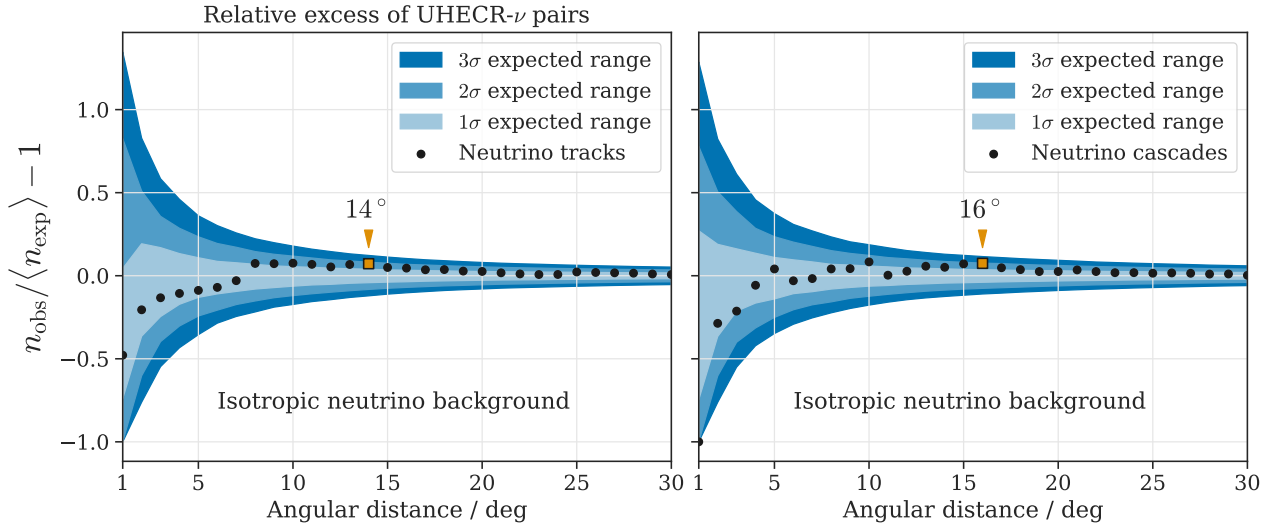 Relative excess of UHECR-ν pairs
n_obs/⟨n_exp⟩ − 1
1.0
0.5
0.0
−0.5
−1.0
3σ expected range
2σ expected range
1σ expected range
Neutrino tracks
14°
Isotropic neutrino background
1 5 10 15 20 25 30
Angular distance / deg
3σ expected range
2σ expected range
1σ expected range
Neutrino cascades
16°
Isotropic neutrino background
1 5 10 15 20 25 30
Angular distance / deg